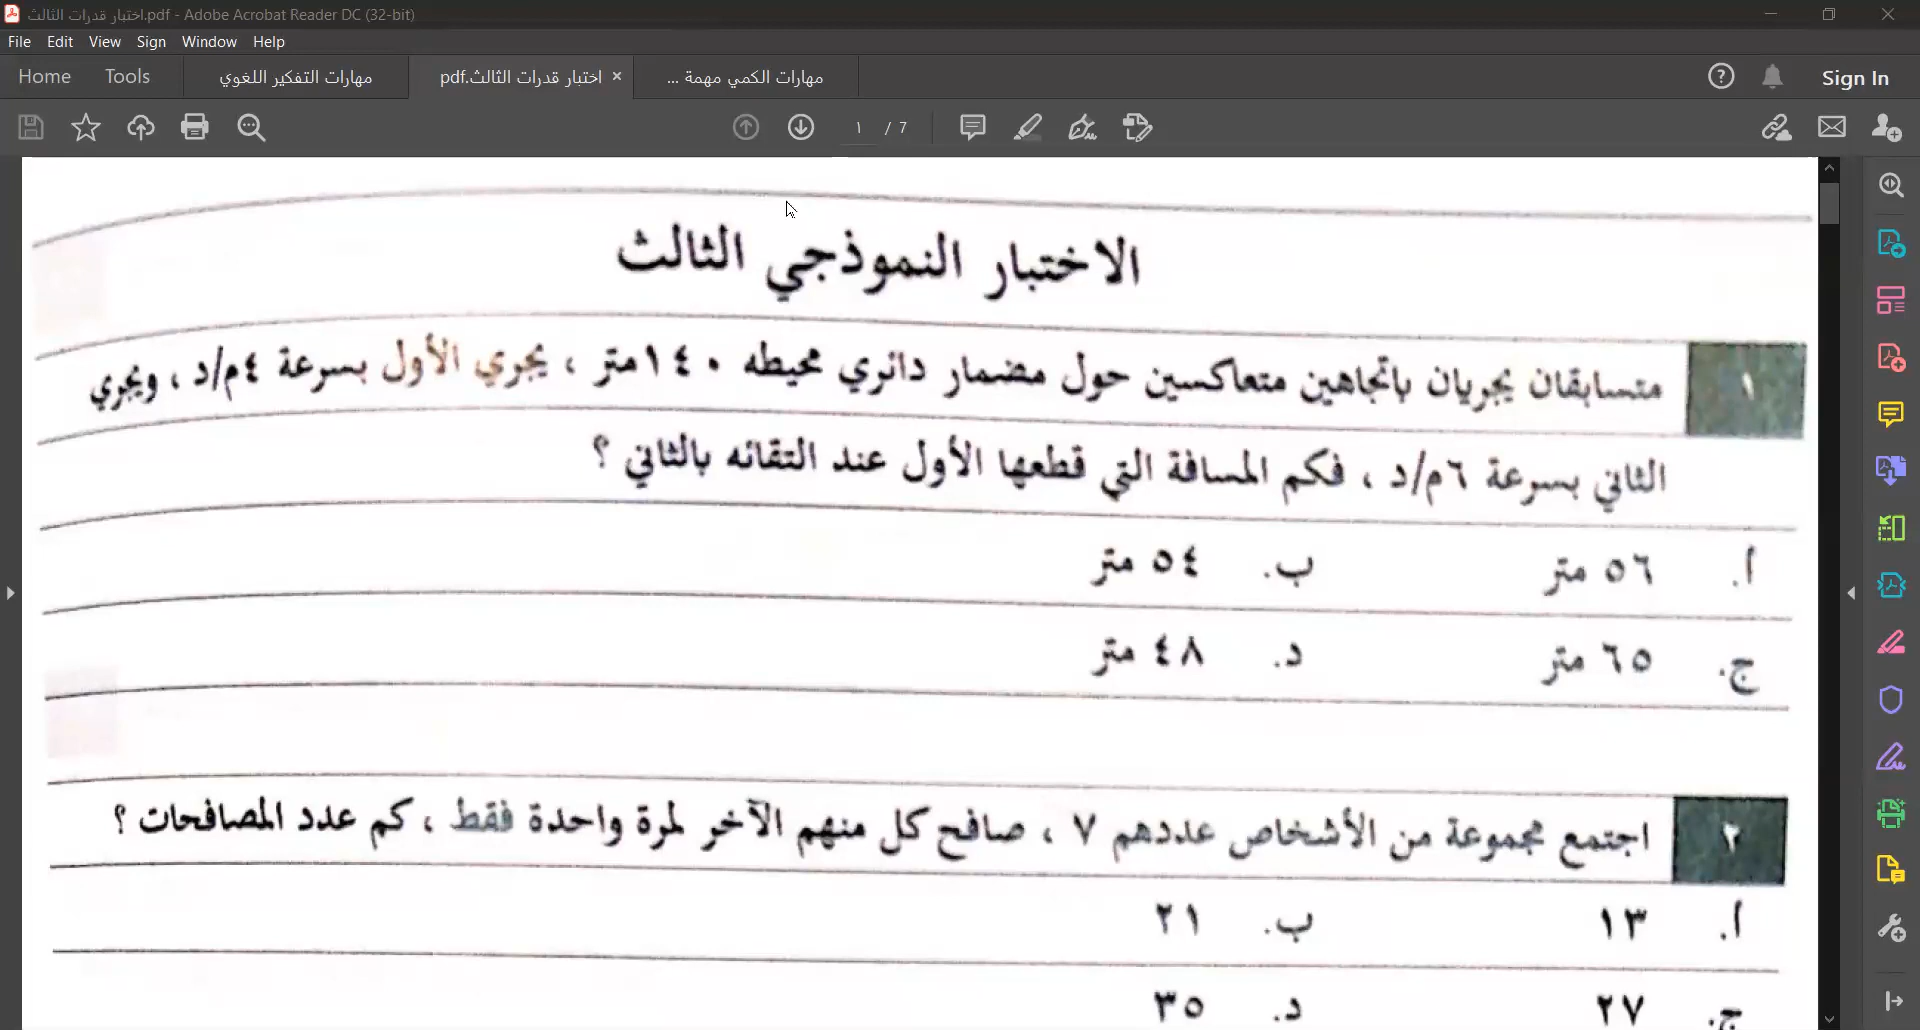 اختبار قدرات الثالث.pdf - Adobe Acrobat Reader DC (32-bit)
File Edit View Sign Window Help
Home Tools مهارات التفكير اللغوي اختبار قدرات الثالث.pdf × مهارات الكمي مهمة ... Sign In
١ / 7
الاختبار النموذجي الثالث
١ متسابقان يجريان باتجاهين متعاكسين حول مضمار دائري محيطه ١٤٠ متر ، يجري الأول بسرعة ٤م/د ، ويجري
الثاني بسرعة ٦م/د ، فكم المسافة التي قطعها الأول عند التقائه بالثاني ؟
أ. ٥٦ متر ب. ٥٤ متر
ج. ٦٥ متر د. ٤٨ متر
٢ اجتمع مجموعة من الأشخاص عددهم ٧ ، صافح كل منهم الآخر لمرة واحدة فقط ، كم عدد المصافحات ؟
أ. ١٣ ب. ٢١
ج. ٢٧ د. ٣٥